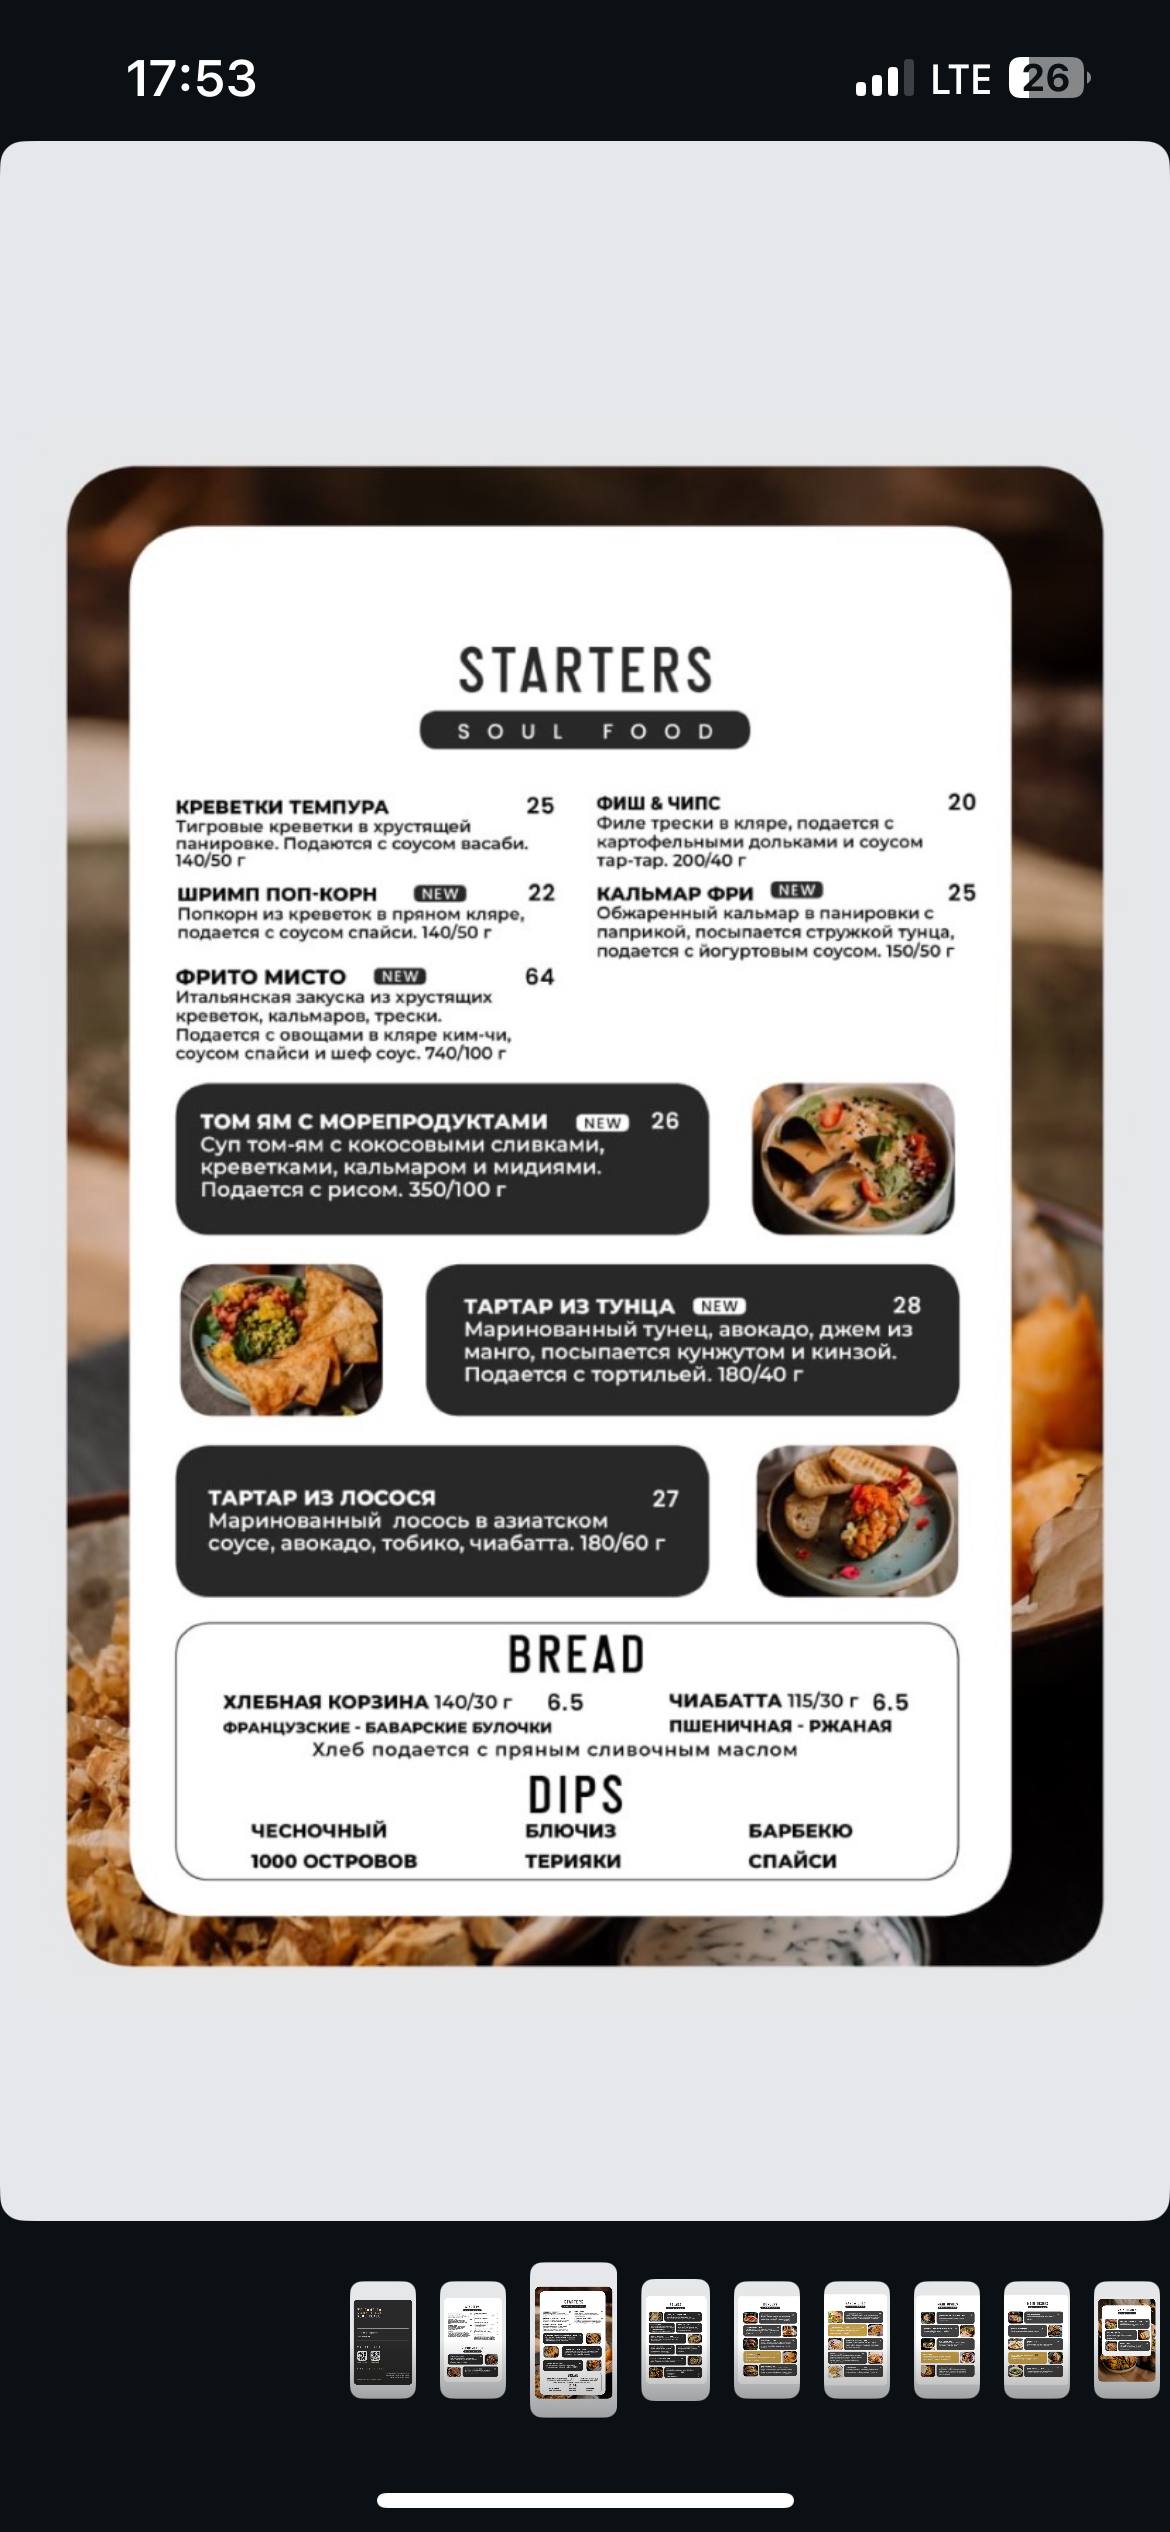 17:53
LTE
26
STARTERS
SOUL FOOD
КРЕВЕТКИ ТЕМПУРА 25
Тигровые креветки в хрустящей
панировке. Подаются с соусом васаби.
140/50 г
ШРИМП ПОП-КОРН NEW 22
Попкорн из креветок в пряном кляре,
подается с соусом спайси. 140/50 г
ФРИТО МИСТО NEW 64
Итальянская закуска из хрустящих
креветок, кальмаров, трески.
Подается с овощами в кляре ким-чи,
соусом спайси и шеф соус. 740/100 г
ФИШ & ЧИПС 20
Филе трески в кляре, подается с
картофельными дольками и соусом
тар-тар. 200/40 г
КАЛЬМАР ФРИ NEW 25
Обжаренный кальмар в панировки с
паприкой, посыпается стружкой тунца,
подается с йогуртовым соусом. 150/50 г
ТОМ ЯМ С МОРЕПРОДУКТАМИ NEW 26
Суп том-ям с кокосовыми сливками,
креветками, кальмаром и мидиями.
Подается с рисом. 350/100 г
ТАРТАР ИЗ ТУНЦА NEW 28
Маринованный тунец, авокадо, джем из
манго, посыпается кунжутом и кинзой.
Подается с тортильей. 180/40 г
ТАРТАР ИЗ ЛОСОСЯ 27
Маринованный лосось в азиатском
соусе, авокадо, тобико, чиабатта. 180/60 г
BREAD
ХЛЕБНАЯ КОРЗИНА 140/30 г 6.5
ФРАНЦУЗСКИЕ - БАВАРСКИЕ БУЛОЧКИ
ЧИАБАТТА 115/30 г 6.5
ПШЕНИЧНАЯ - РЖАНАЯ
Хлеб подается с пряным сливочным маслом
DIPS
ЧЕСНОЧНЫЙ БЛЮЧИЗ БАРБЕКЮ
1000 ОСТРОВОВ ТЕРИЯКИ СПАЙСИ